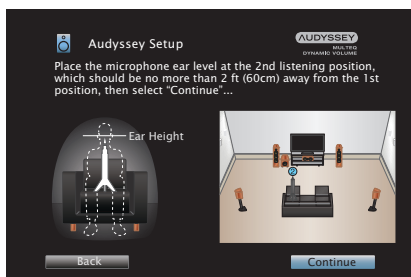 Audyssey Setup
AUDYSSEY
MULTEQ
DYNAMIC VOLUME
Place the microphone ear level at the 2nd listening position,
which should be no more than 2 ft (60cm) away from the 1st
position, then select “Continue”...
Ear Height
2
Back
Continue